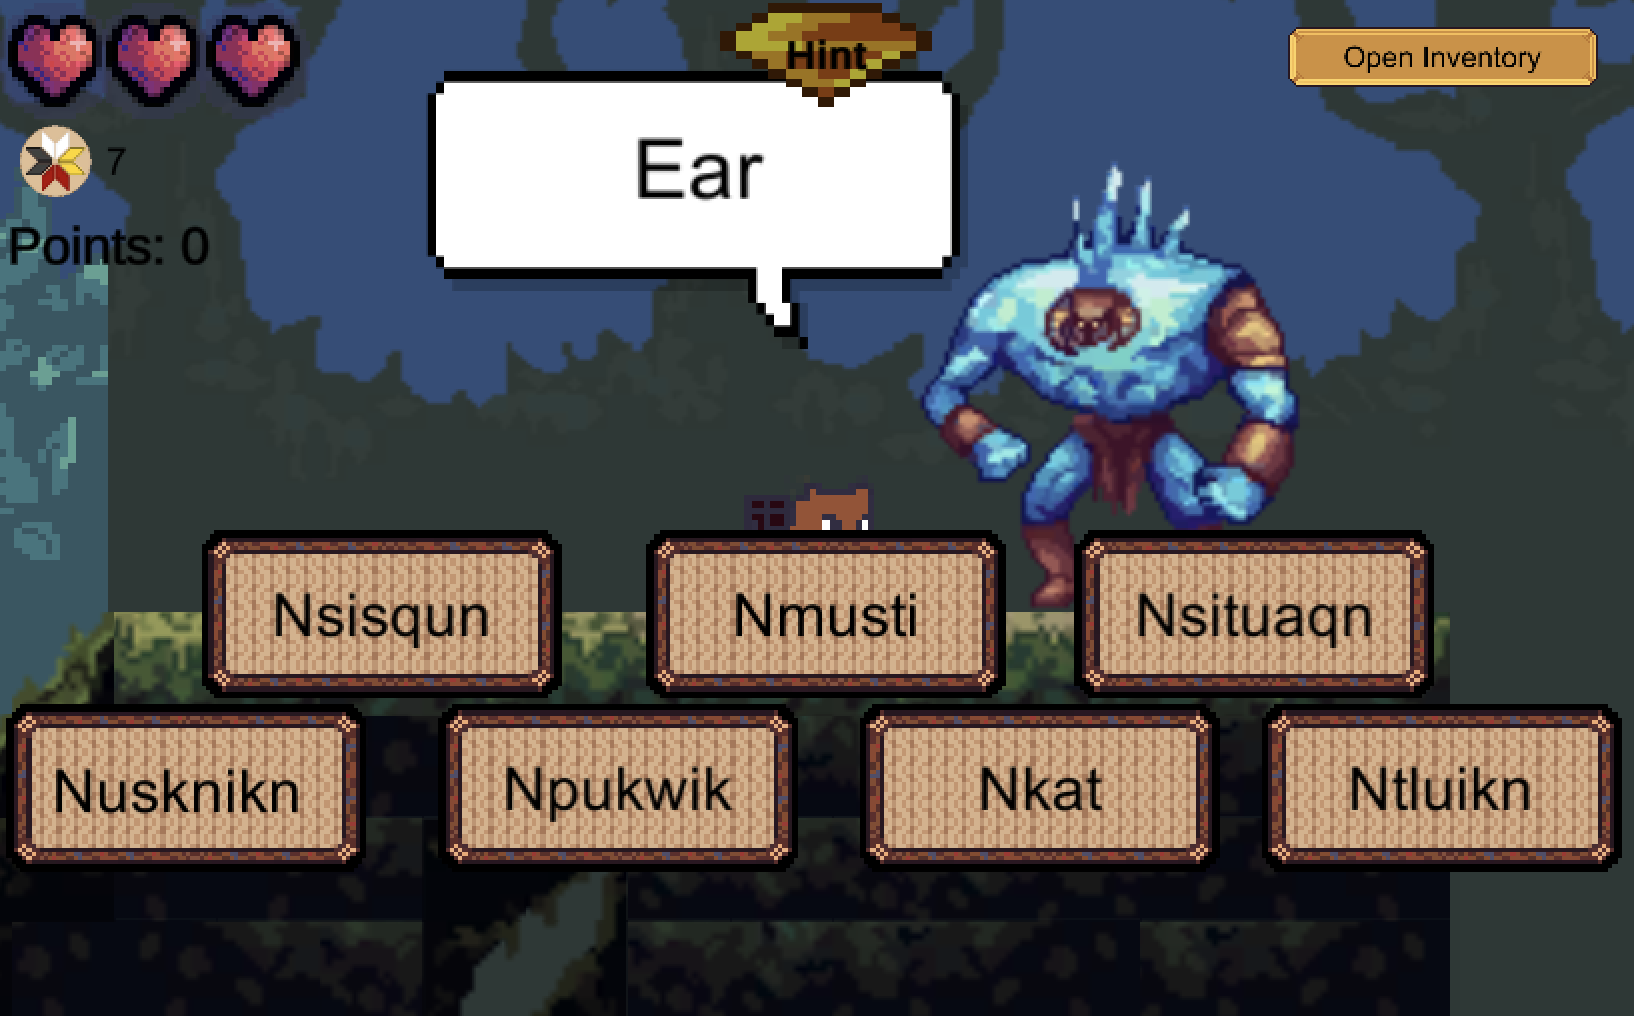 Hint
Open Inventory
Ear
7
Points: 0
Nsisqun
Nmusti
Nsituaqn
Nusknikn
Npukwik
Nkat
Ntluikn